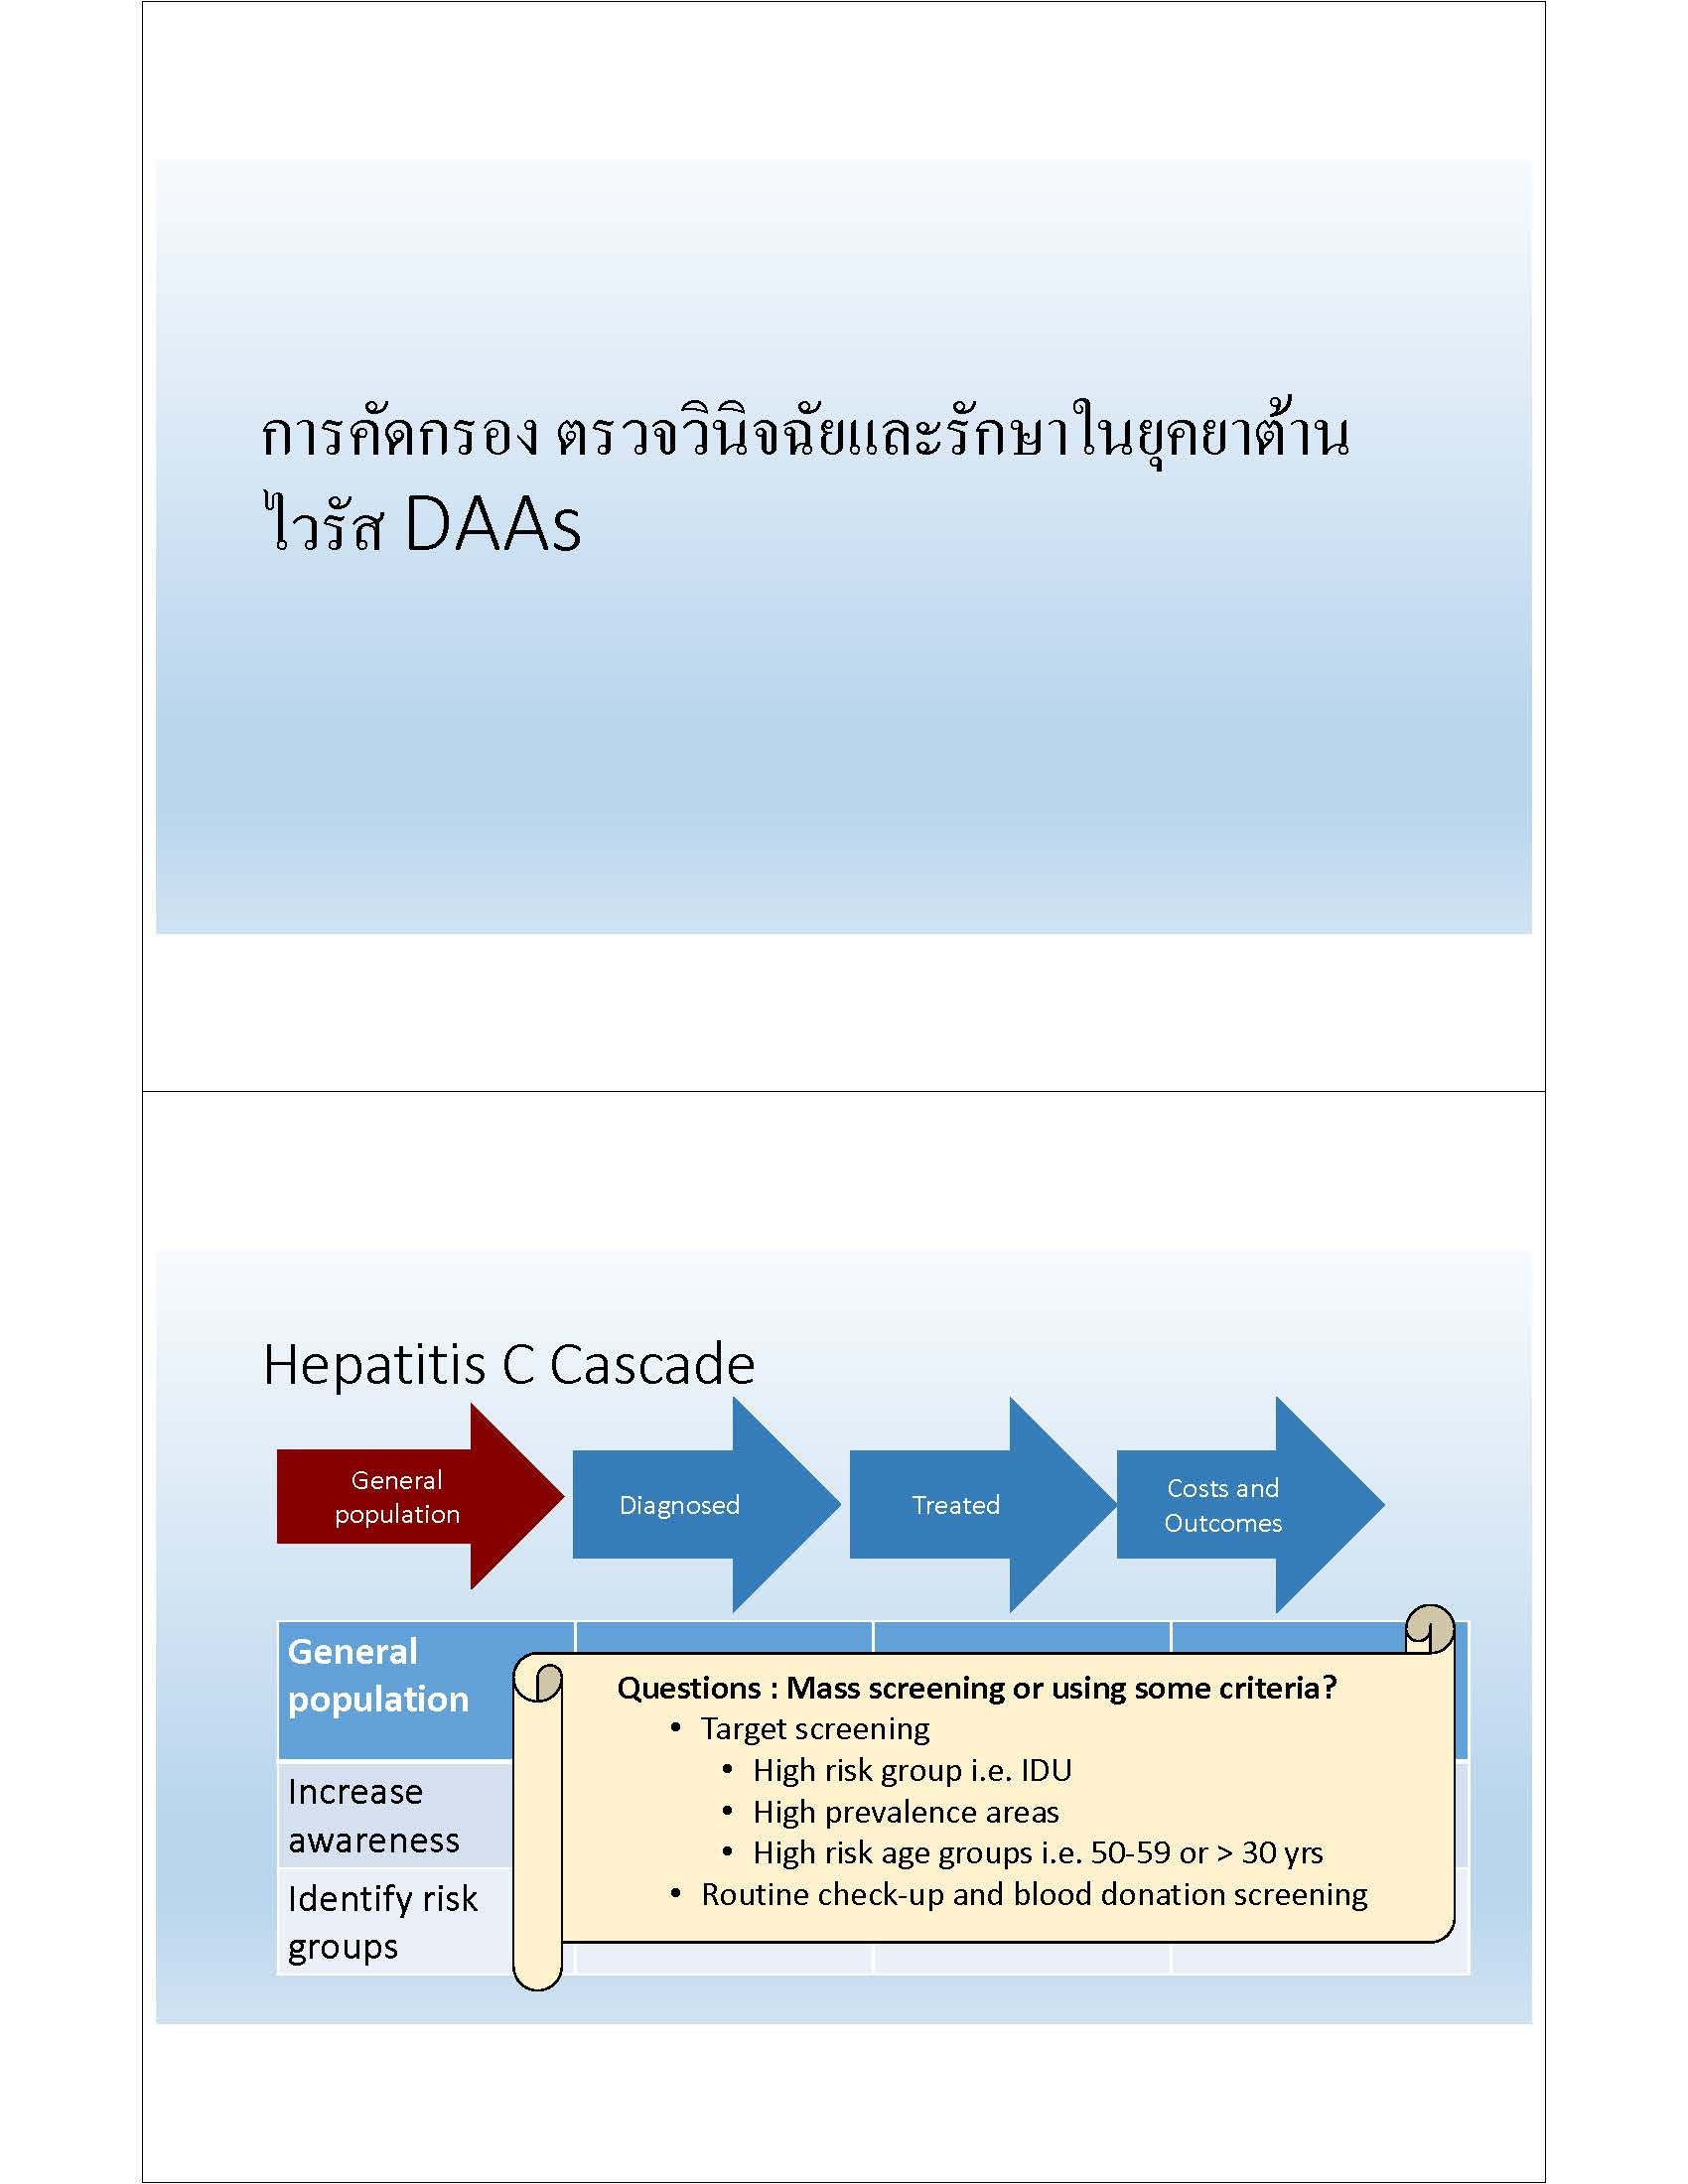 การคัดกรอง ตรวจวินิจฉัยและรักษาในยุคยาต้าน
ไวรัส DAAs
Hepatitis C Cascade
General
population
Diagnosed
Treated
Costs and
Outcomes
General
population
Increase
awareness
Identify risk
groups
Questions : Mass screening or using some criteria?
• Target screening
• High risk group i.e. IDU
• High prevalence areas
• High risk age groups i.e. 50-59 or > 30 yrs
• Routine check-up and blood donation screening